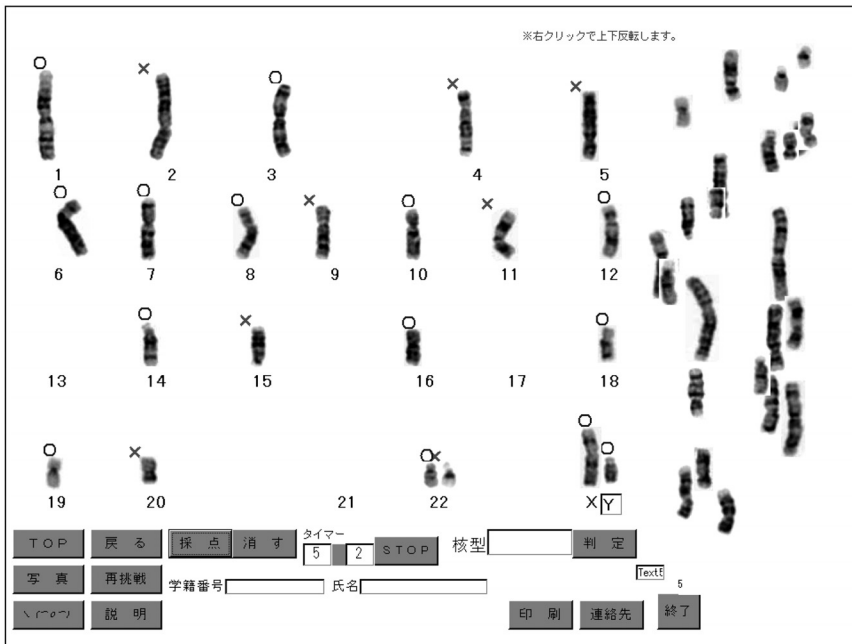 ※右クリックで上下反転します。
○ × ○ × ×
1 2 3 4 5
○ ○ ○ × ○ × ○
6 7 8 9 10 11 12
○ × ○ ○
13 14 15 16 17 18
○ × ○× ○ ○
19 20 21 22 X Y
TOP 戻る 採点 消す タイマー 5 2 STOP 核型 判定
写真 再挑戦 学籍番号 氏名 5
説明 印刷 連絡先 終了